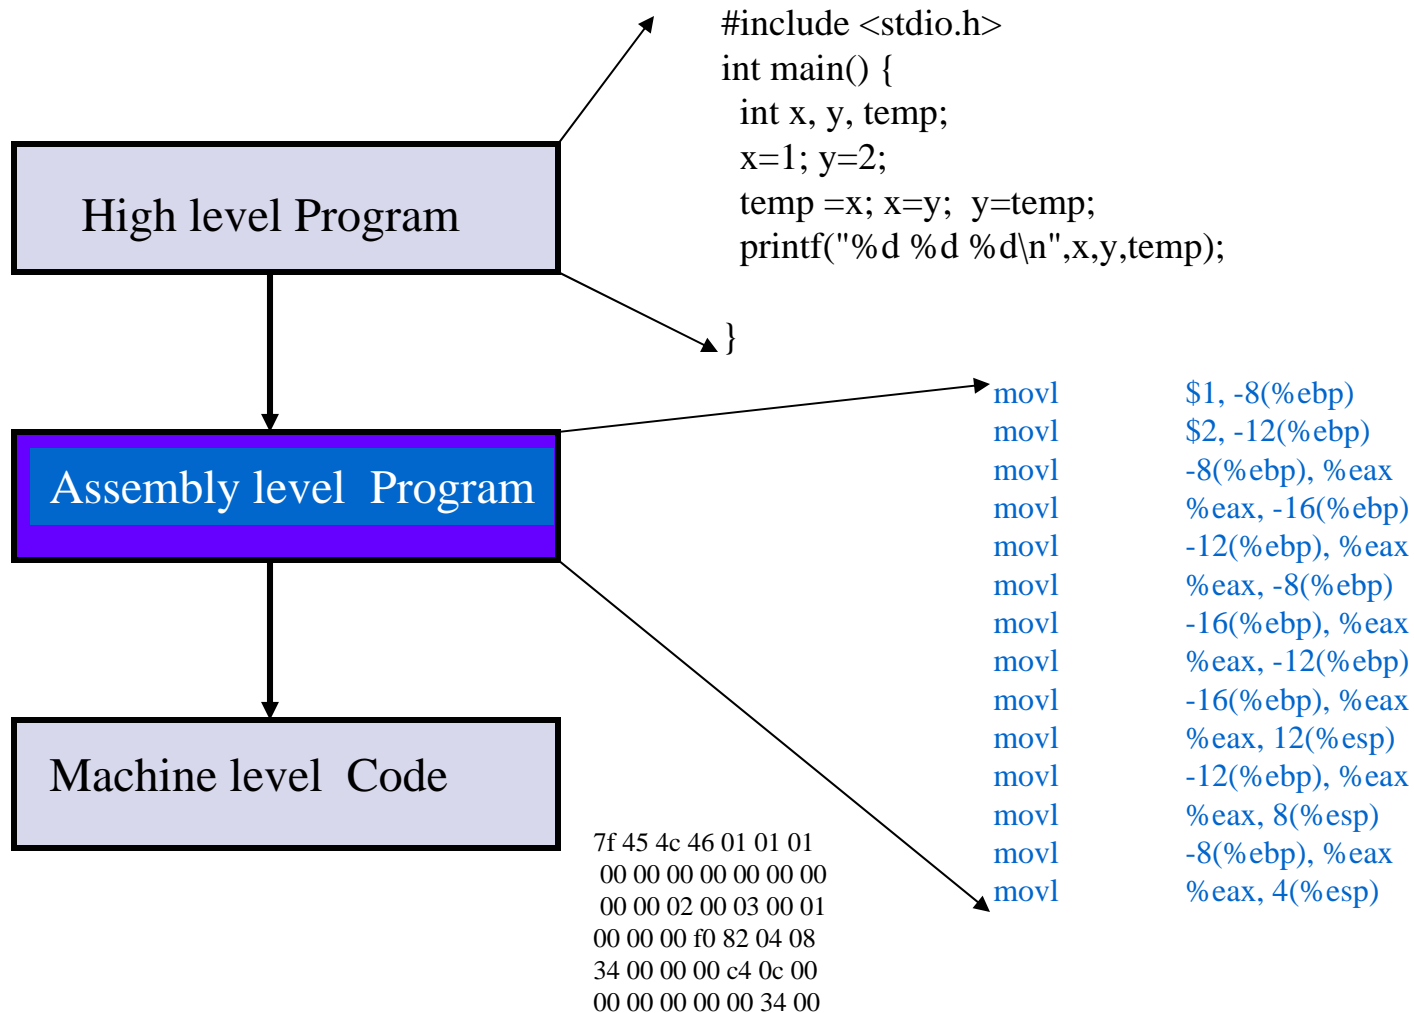 #include <stdio.h>
int main() {
int x, y, temp;
x=1; y=2;
temp =x; x=y;  y=temp;
printf("%d %d %d\n",x,y,temp);
}
High level Program
Assembly level  Program
Machine level  Code
movl $1, -8(%ebp)
movl $2, -12(%ebp)
movl -8(%ebp), %eax
movl %eax, -16(%ebp)
movl -12(%ebp), %eax
movl %eax, -8(%ebp)
movl -16(%ebp), %eax
movl %eax, -12(%ebp)
movl -16(%ebp), %eax
movl %eax, 12(%esp)
movl -12(%ebp), %eax
movl %eax, 8(%esp)
movl -8(%ebp), %eax
movl %eax, 4(%esp)
7f 45 4c 46 01 01 01
00 00 00 00 00 00 00
00 00 02 00 03 00 01
00 00 00 f0 82 04 08
34 00 00 00 c4 0c 00
00 00 00 00 00 34 00